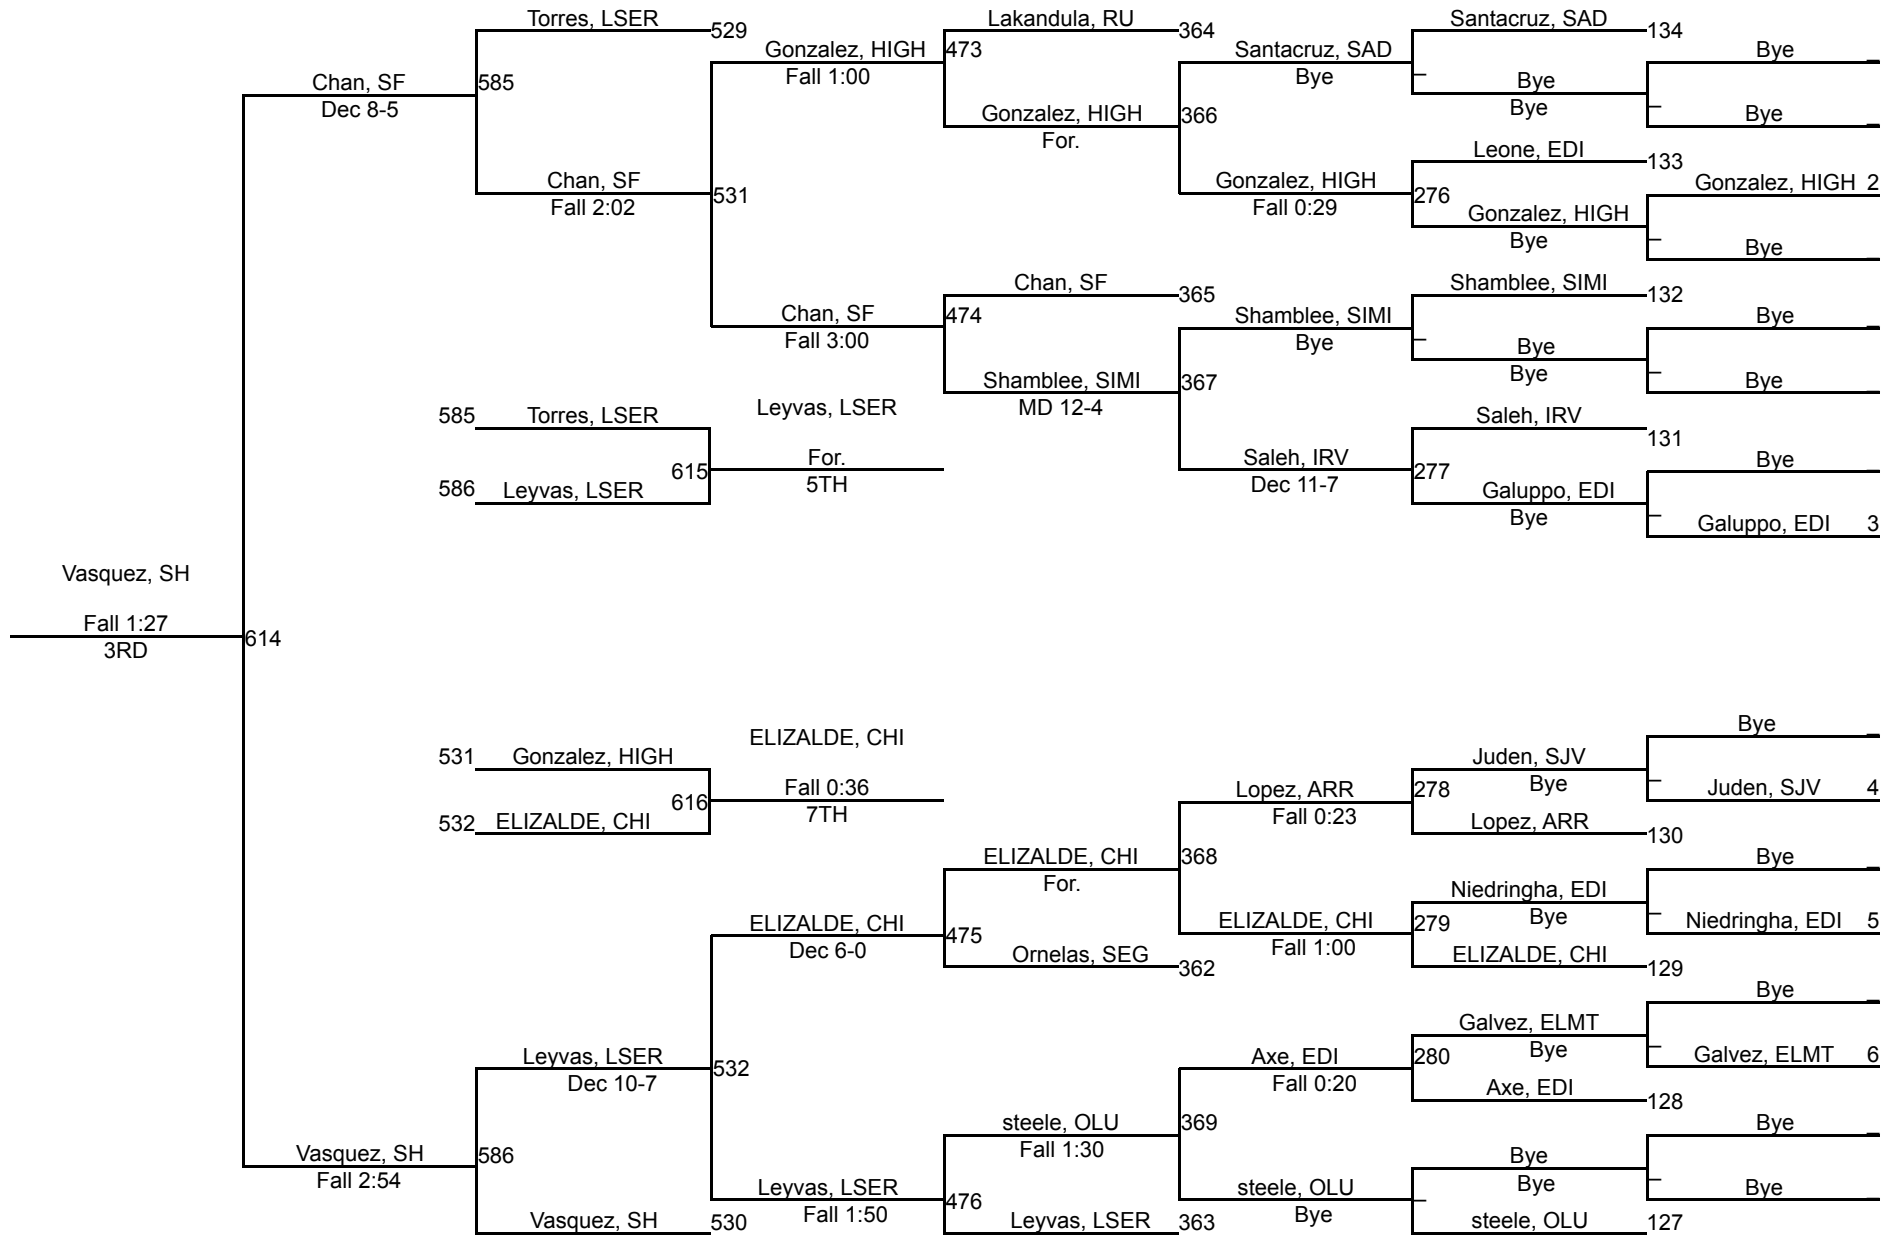 Torres, LSER
529
Lakandula, RU
364
Santacruz, SAD
134
Gonzalez, HIGH
473
Santacruz, SAD
Bye
Fall 1:00
Bye
Chan, SF
585
Bye
Dec 8-5
Bye
Gonzalez, HIGH
366
Bye
For.
Leone, EDI
133
Chan, SF
531
Gonzalez, HIGH
276
Gonzalez, HIGH 2
Fall 2:02
Fall 0:29
Gonzalez, HIGH
Bye
Bye
Chan, SF
365
Shamblee, SIMI
132
Chan, SF
474
Shamblee, SIMI
Bye
Fall 3:00
Bye
Bye
Shamblee, SIMI
367
Bye
Bye
MD 12-4
Leyvas, LSER
585
Torres, LSER
Saleh, IRV
131
615
For.
Saleh, IRV
277
Bye
5TH
Dec 11-7
586
Leyvas, LSER
Galuppo, EDI
Bye
Galuppo, EDI 3
Vasquez, SH
Fall 1:27
614
3RD
Bye
ELIZALDE, CHI
531
Gonzalez, HIGH
Juden, SJV
Bye
616
Fall 0:36
Lopez, ARR
278
Juden, SJV 4
7TH
Fall 0:23
532
ELIZALDE, CHI
Lopez, ARR
130
ELIZALDE, CHI
368
Bye
For.
Niedringha, EDI
Bye
ELIZALDE, CHI
475
ELIZALDE, CHI
279
Niedringha, EDI 5
Dec 6-0
Fall 1:00
Ornelas, SEG
362
ELIZALDE, CHI
129
Bye
Galvez, ELMT
Bye
Leyvas, LSER
532
Axe, EDI
280
Galvez, ELMT 6
Dec 10-7
Fall 0:20
Axe, EDI
128
steele, OLU
369
Bye
Fall 1:30
Vasquez, SH
586
Bye
Fall 2:54
Bye
Leyvas, LSER
476
steele, OLU
Bye
Fall 1:50
Bye
Vasquez, SH
530
Leyvas, LSER
363
steele, OLU
127